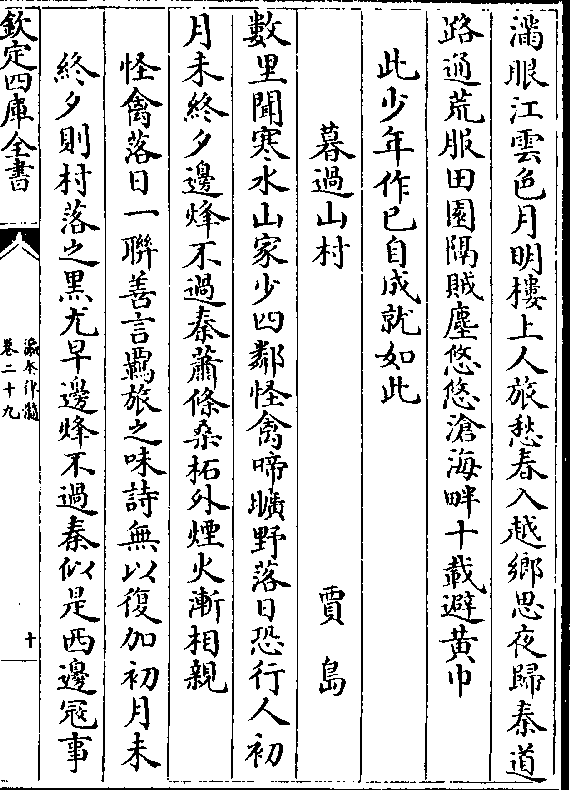 滿眼江雲色月明樓上人旅愁春入越鄉思夜歸秦道
路通荒服田園隔賊塵悠悠滄海畔十載避黃巾
此少年作已自成就如此
暮過山村　賈島
數里聞寒水山家少四鄰怪禽啼曠野落日恐行人初
月未終夕邊烽不過秦蕭條桑柘外煙火漸相親
怪禽落日一聯善言羈旅之味詩無以復加初月未
終夕則村落之黑尤早邊烽不過秦似是西邊冦事
欽定四庫全書
瀛奎律髓
卷二十九
十